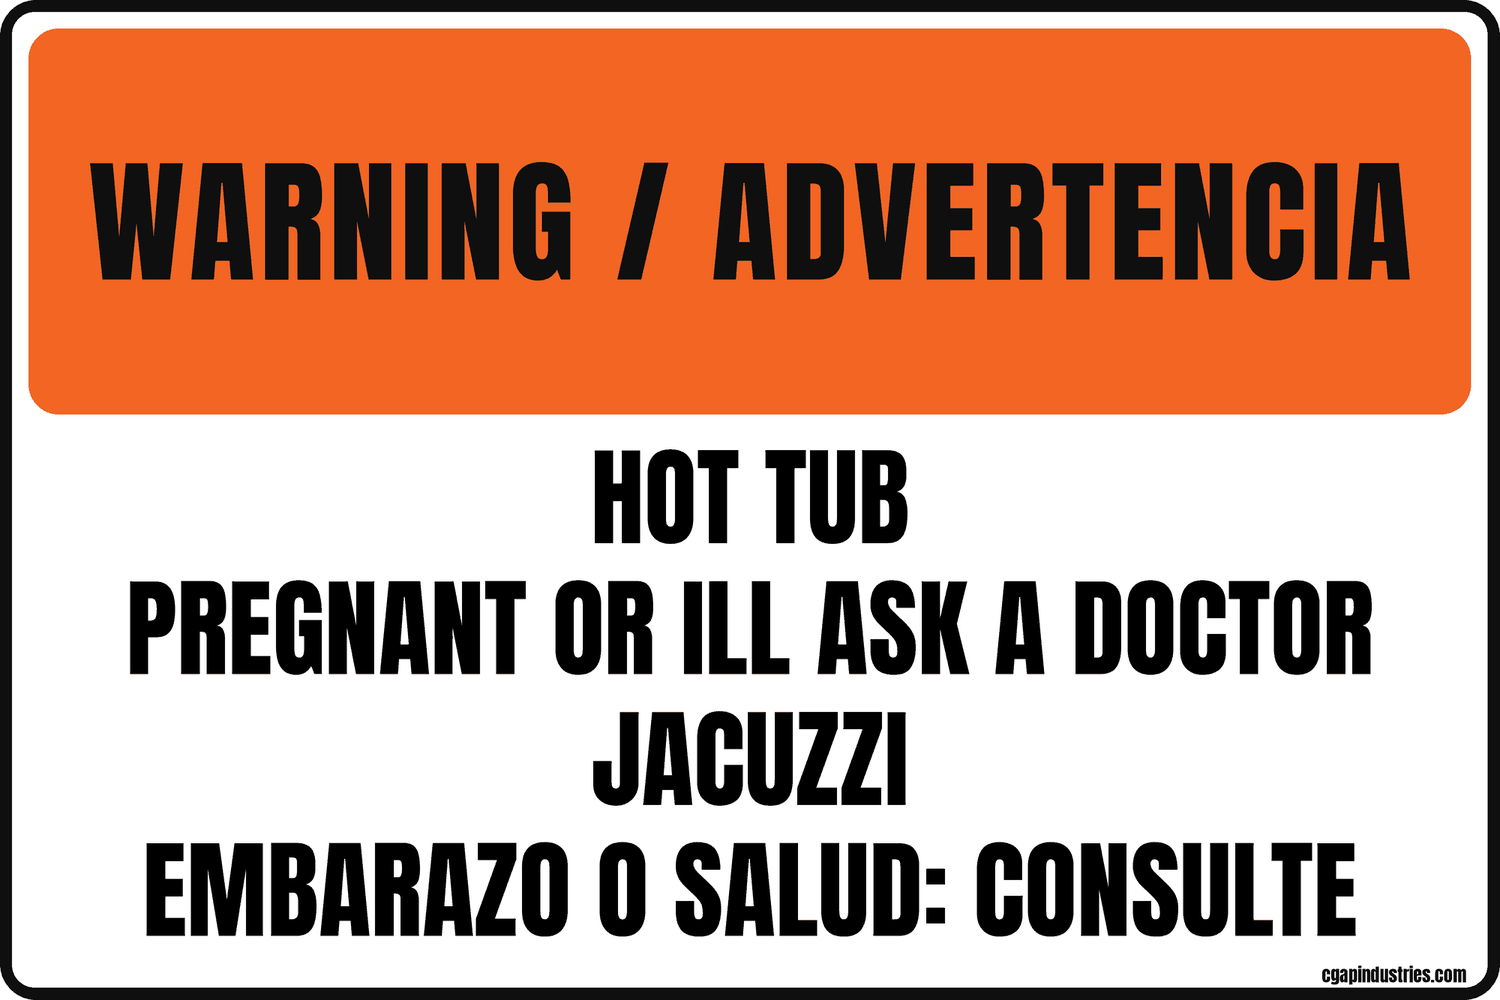 WARNING / ADVERTENCIA
HOT TUB
PREGNANT OR ILL ASK A DOCTOR
JACUZZI
EMBARAZO O SALUD: CONSULTE
cgapindustries.com